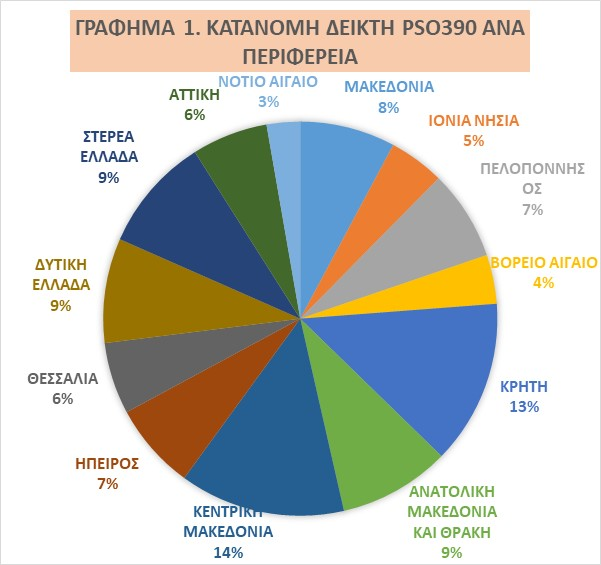 ΓΡΑΦΗΜΑ 1. ΚΑΤΑΝΟΜΗ ΔΕΙΚΤΗ PSO390 ΑΝΑ
ΠΕΡΙΦΕΡΕΙΑ
ΜΑΚΕΔΟΝΙΑ
8%
ΙΟΝΙΑ ΝΗΣΙΑ
5%
ΠΕΛΟΠΟΝΝΗΣ
ΟΣ
7%
ΒΟΡΕΙΟ ΑΙΓΑΙΟ
4%
ΚΡΗΤΗ
13%
ΑΝΑΤΟΛΙΚΗ
ΜΑΚΕΔΟΝΙΑ
ΚΑΙ ΘΡΑΚΗ
9%
ΚΕΝΤΡΙΚΗ
ΜΑΚΕΔΟΝΙΑ
14%
ΗΠΕΙΡΟΣ
7%
ΘΕΣΣΑΛΙΑ
6%
ΔΥΤΙΚΗ
ΕΛΛΑΔΑ
9%
ΣΤΕΡΕΑ
ΕΛΛΑΔΑ
9%
ΑΤΤΙΚΗ
6%
ΝΟΤΙΟ ΑΙΓΑΙΟ
3%